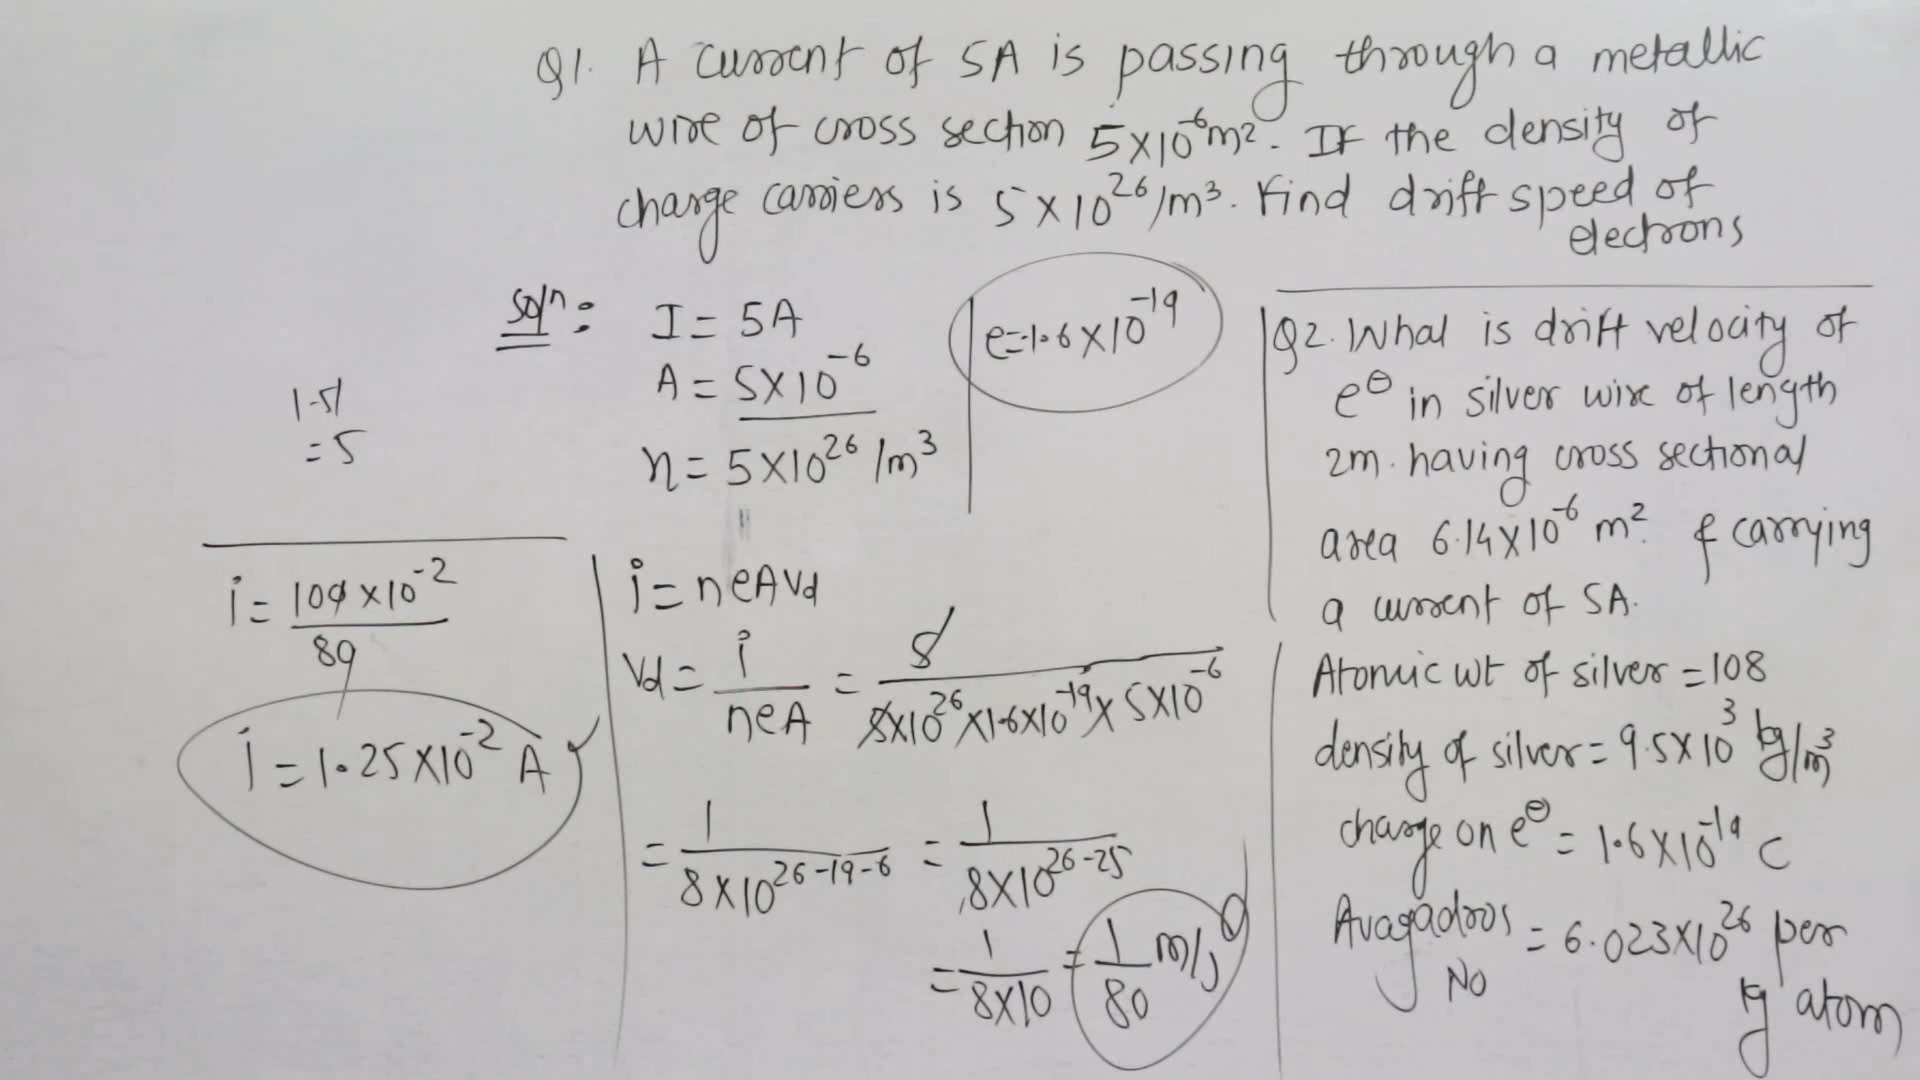 Q1. A current of 5A is passing through a metallic
wire of cross section 5×10⁻⁶m². If the density of
charge carriers is 5×10²⁶/m³. Find drift speed of
electrons
Solⁿ:
I = 5A
A = 5×10⁻⁶
n = 5×10²⁶/m³
e=1.6×10⁻¹⁹
= 5
i = neAVd
Vd = i/neA = 5/5×10²⁶×1.6×10⁻¹⁹×5×10⁻⁶
= 1/8×10²⁶⁻¹⁹⁻⁶ = 1/8×10²⁶⁻²⁵
= 1/8×10 = 1/80 m/s
i = 100×10⁻²/80
i = 1.25×10⁻² A
Q2. What is drift velocity of
e⊖ in silver wire of length
2m. having cross sectional
area 6.14×10⁻⁶ m². & carrying
a current of 5A.
Atomic wt of silver = 108
density of silver = 9.5×10³ kg/m³
charge on e⊖ = 1.6×10⁻¹⁹ C
Avagadros No = 6.023×10²⁶ per
kg atom